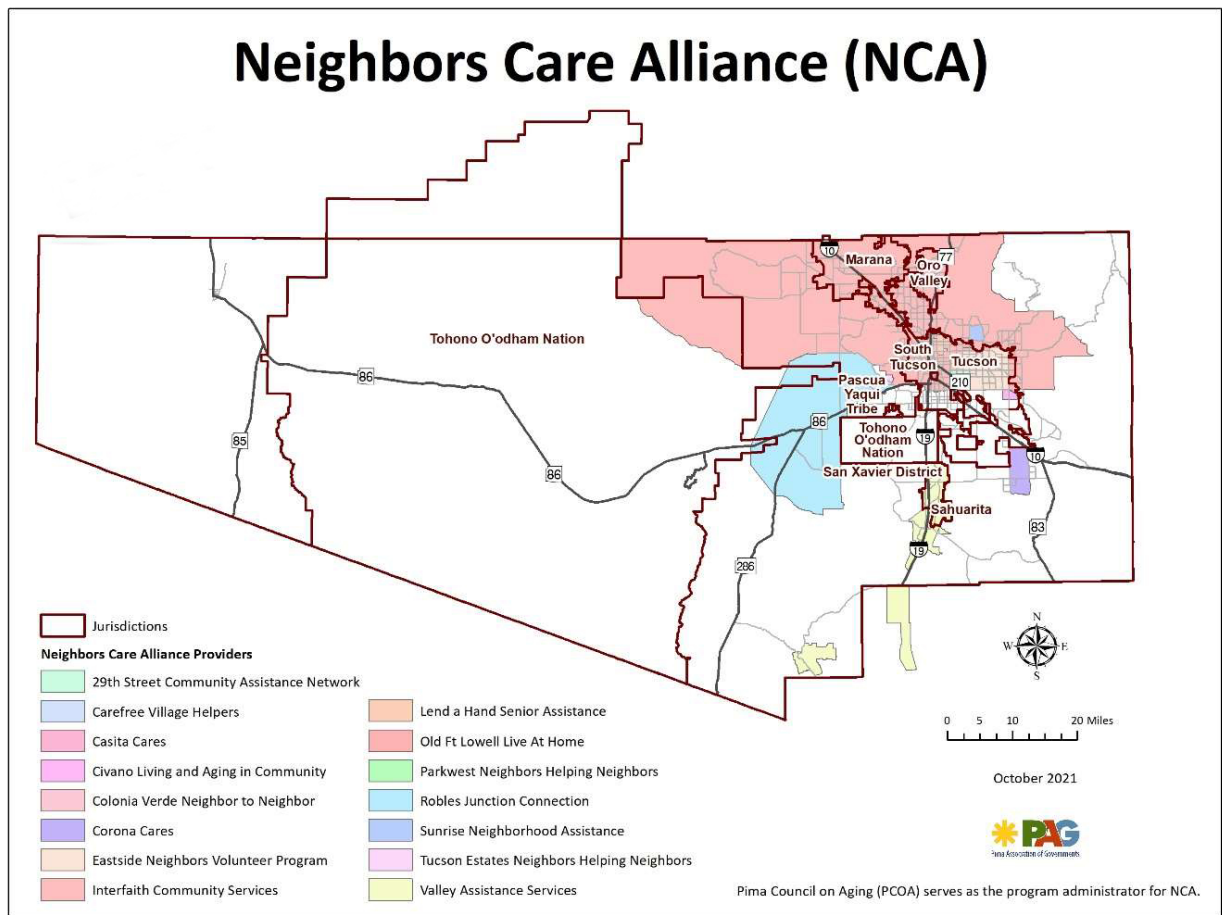 Neighbors Care Alliance (NCA)
10
Marana
77
Oro
Valley
Tohono O'odham Nation
South
Tucson
Tucson
86
Pascua
Yaqui
Tribe
210
86
85
Tohono
O'odham
Nation
19
10
86
San Xavier District
Sahuarita
83
19
286
Jurisdictions
Neighbors Care Alliance Providers
29th Street Community Assistance Network
Carefree Village Helpers
Casita Cares
Civano Living and Aging in Community
Colonia Verde Neighbor to Neighbor
Corona Cares
Eastside Neighbors Volunteer Program
Interfaith Community Services
Lend a Hand Senior Assistance
Old Ft Lowell Live At Home
Parkwest Neighbors Helping Neighbors
Robles Junction Connection
Sunrise Neighborhood Assistance
Tucson Estates Neighbors Helping Neighbors
Valley Assistance Services
N
W E
S
0 5 10 20 Miles
October 2021
PAG
Pima Association of Governments
Pima Council on Aging (PCOA) serves as the program administrator for NCA.